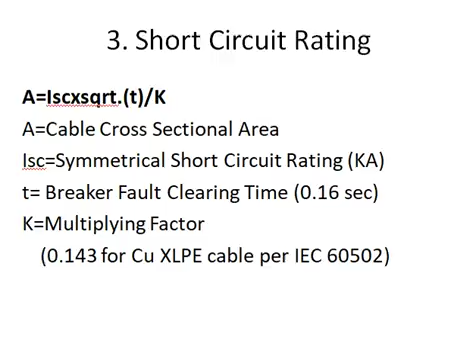 3. Short Circuit Rating
A=Iscxsqrt.(t)/K
A=Cable Cross Sectional Area
Isc=Symmetrical Short Circuit Rating (KA)
t= Breaker Fault Clearing Time (0.16 sec)
K=Multiplying Factor
(0.143 for Cu XLPE cable per IEC 60502)